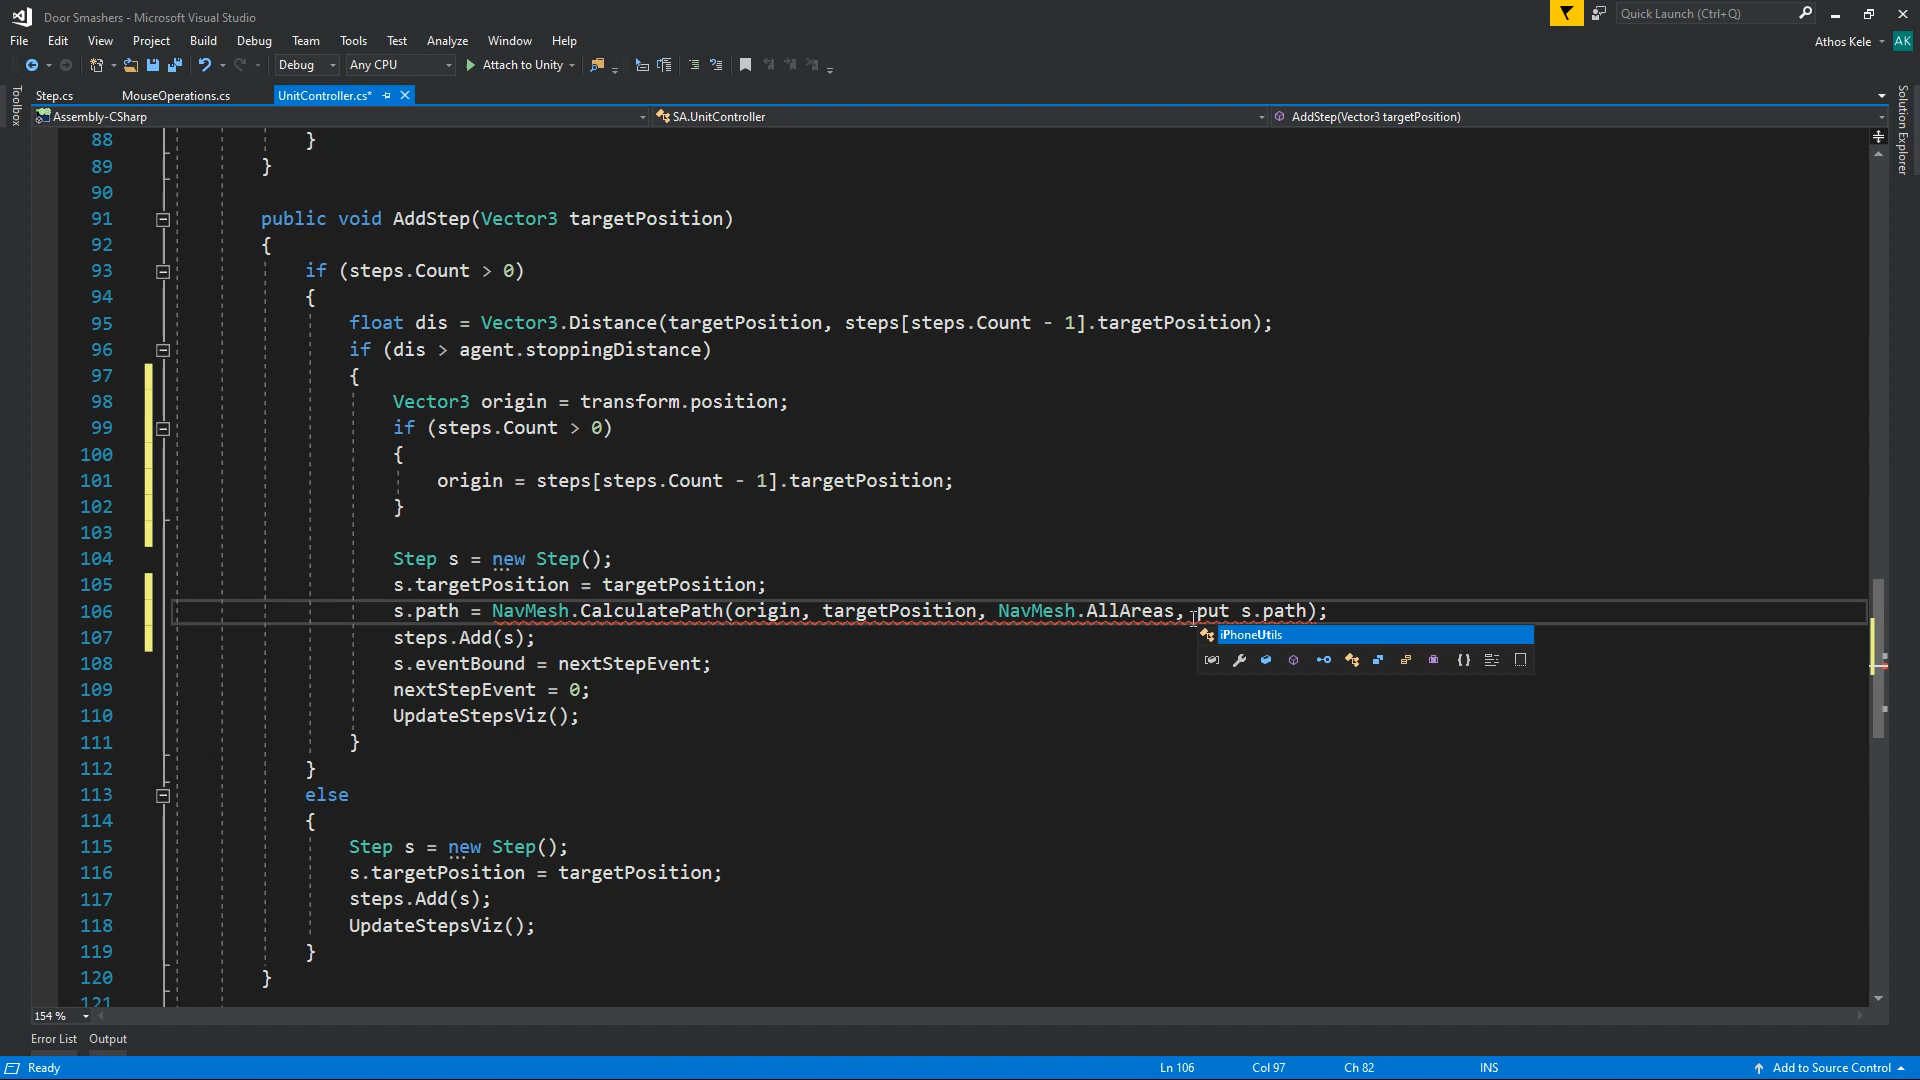 Door Smashers - Microsoft Visual Studio
Quick Launch (Ctrl+Q)
File Edit View Project Build Debug Team Tools Test Analyze Window Help
Athos Kele AK
Debug Any CPU Attach to Unity
Toolbox
Solution Explorer
Step.cs MouseOperations.cs UnitController.cs*
Assembly-CSharp SA.UnitController AddStep(Vector3 targetPosition)
88 }
89 }
90
91 public void AddStep(Vector3 targetPosition)
92 {
93 if (steps.Count > 0)
94 {
95 float dis = Vector3.Distance(targetPosition, steps[steps.Count - 1].targetPosition);
96 if (dis > agent.stoppingDistance)
97 {
98 Vector3 origin = transform.position;
99 if (steps.Count > 0)
100 {
101 origin = steps[steps.Count - 1].targetPosition;
102 }
103
104 Step s = new Step();
105 s.targetPosition = targetPosition;
106 s.path = NavMesh.CalculatePath(origin, targetPosition, NavMesh.AllAreas, put s.path);
iPhoneUtils
107 steps.Add(s);
108 s.eventBound = nextStepEvent;
109 nextStepEvent = 0;
110 UpdateStepsViz();
111 }
112 }
113 else
114 {
115 Step s = new Step();
116 s.targetPosition = targetPosition;
117 steps.Add(s);
118 UpdateStepsViz();
119 }
120 }
121
154 %
Error List Output
Ready Ln 106 Col 97 Ch 82 INS Add to Source Control